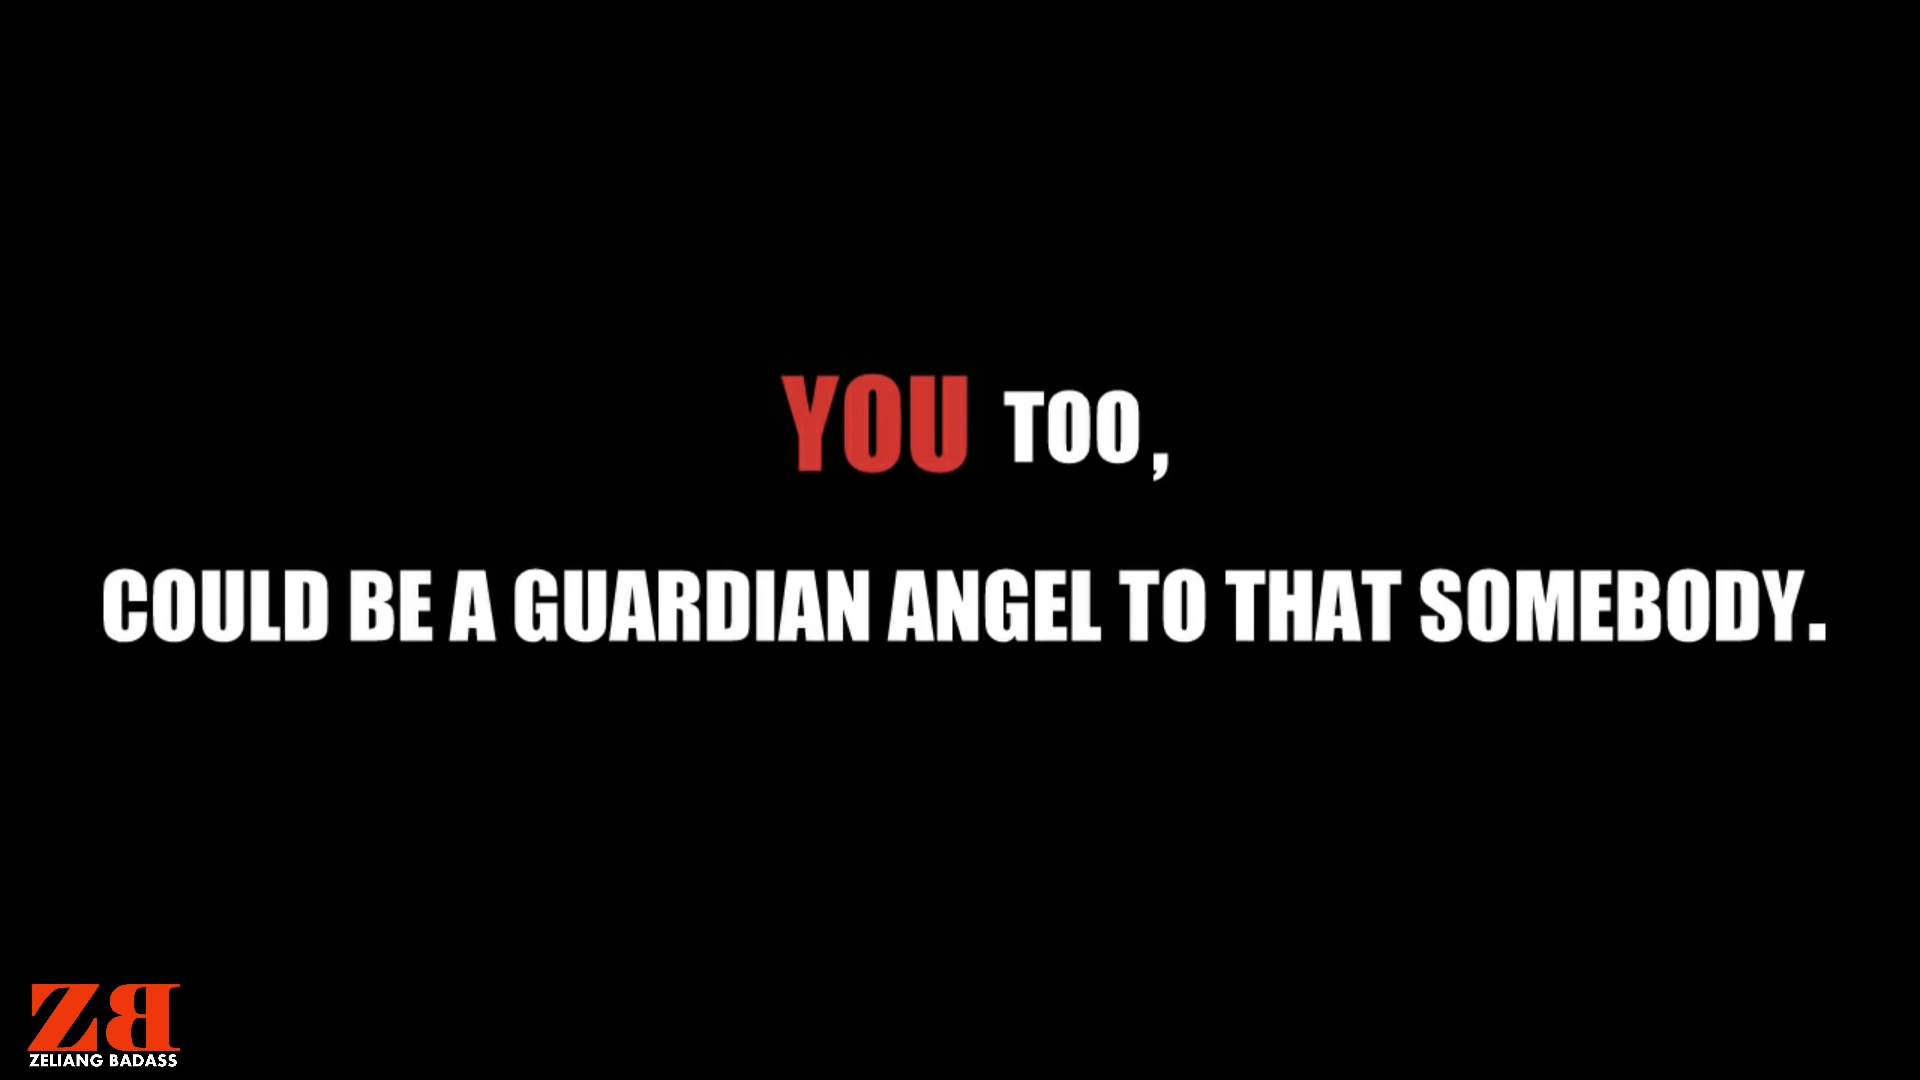 YOU TOO,
COULD BE A GUARDIAN ANGEL TO THAT SOMEBODY.
ZB
ZELIANG BADASS